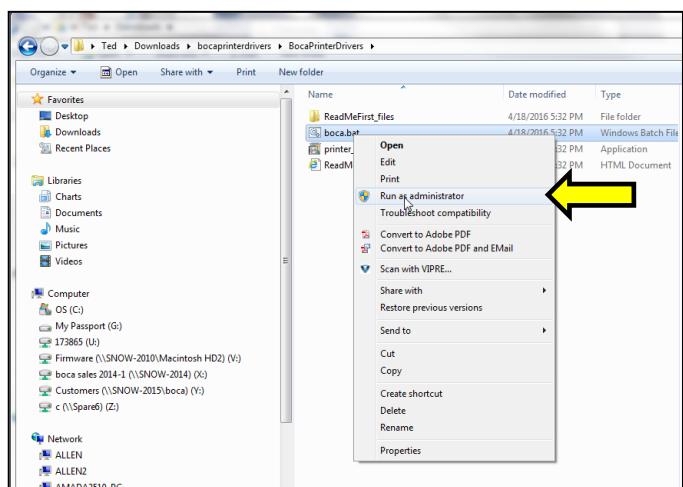 Ted ▸ Downloads ▸ bocaprinterdrivers ▸ BocaPrinterDrivers ▸
Organize Open Share with Print New folder
Favorites
Desktop
Downloads
Recent Places
Libraries
Charts
Documents
Music
Pictures
Videos
Computer
OS (C:)
My Passport (G:)
173865 (U:)
Firmware (\\SNOW-2010\Macintosh HD2) (V:)
boca sales 2014-1 (\\SNOW-2014) (X:)
Customers (\\SNOW-2015\boca) (Y:)
c (\\Spare6) (Z:)
Network
ALLEN
ALLEN2
Name Date modified Type
ReadMeFirst_files 4/18/2016 5:32 PM File folder
boca.bat 4/18/2016 5:32 PM Windows Batch File
printer_ :32 PM Application
ReadM :32 PM HTML Document
Open
Edit
Print
Run as administrator
Troubleshoot compatibility
Convert to Adobe PDF
Convert to Adobe PDF and EMail
Scan with VIPRE...
Share with
Restore previous versions
Send to
Cut
Copy
Create shortcut
Delete
Rename
Properties